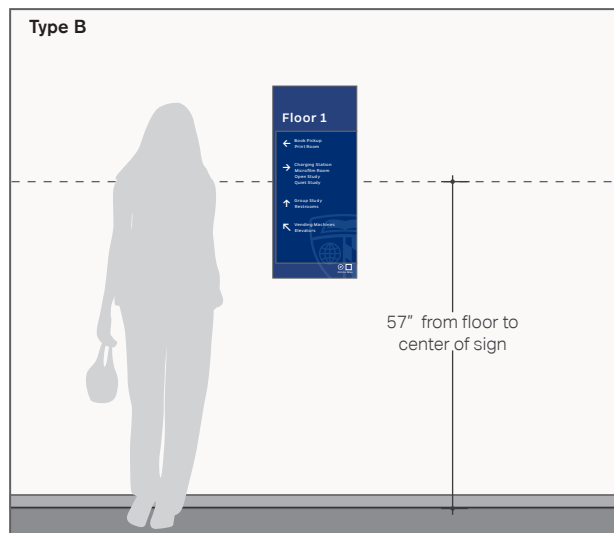 Type B
Floor 1
Book Pickup
Print Room
Charging Station
Microfilm Room
Open Study
Quiet Study
Group Study
Restrooms
Vending Machines
Elevators
57" from floor to
center of sign